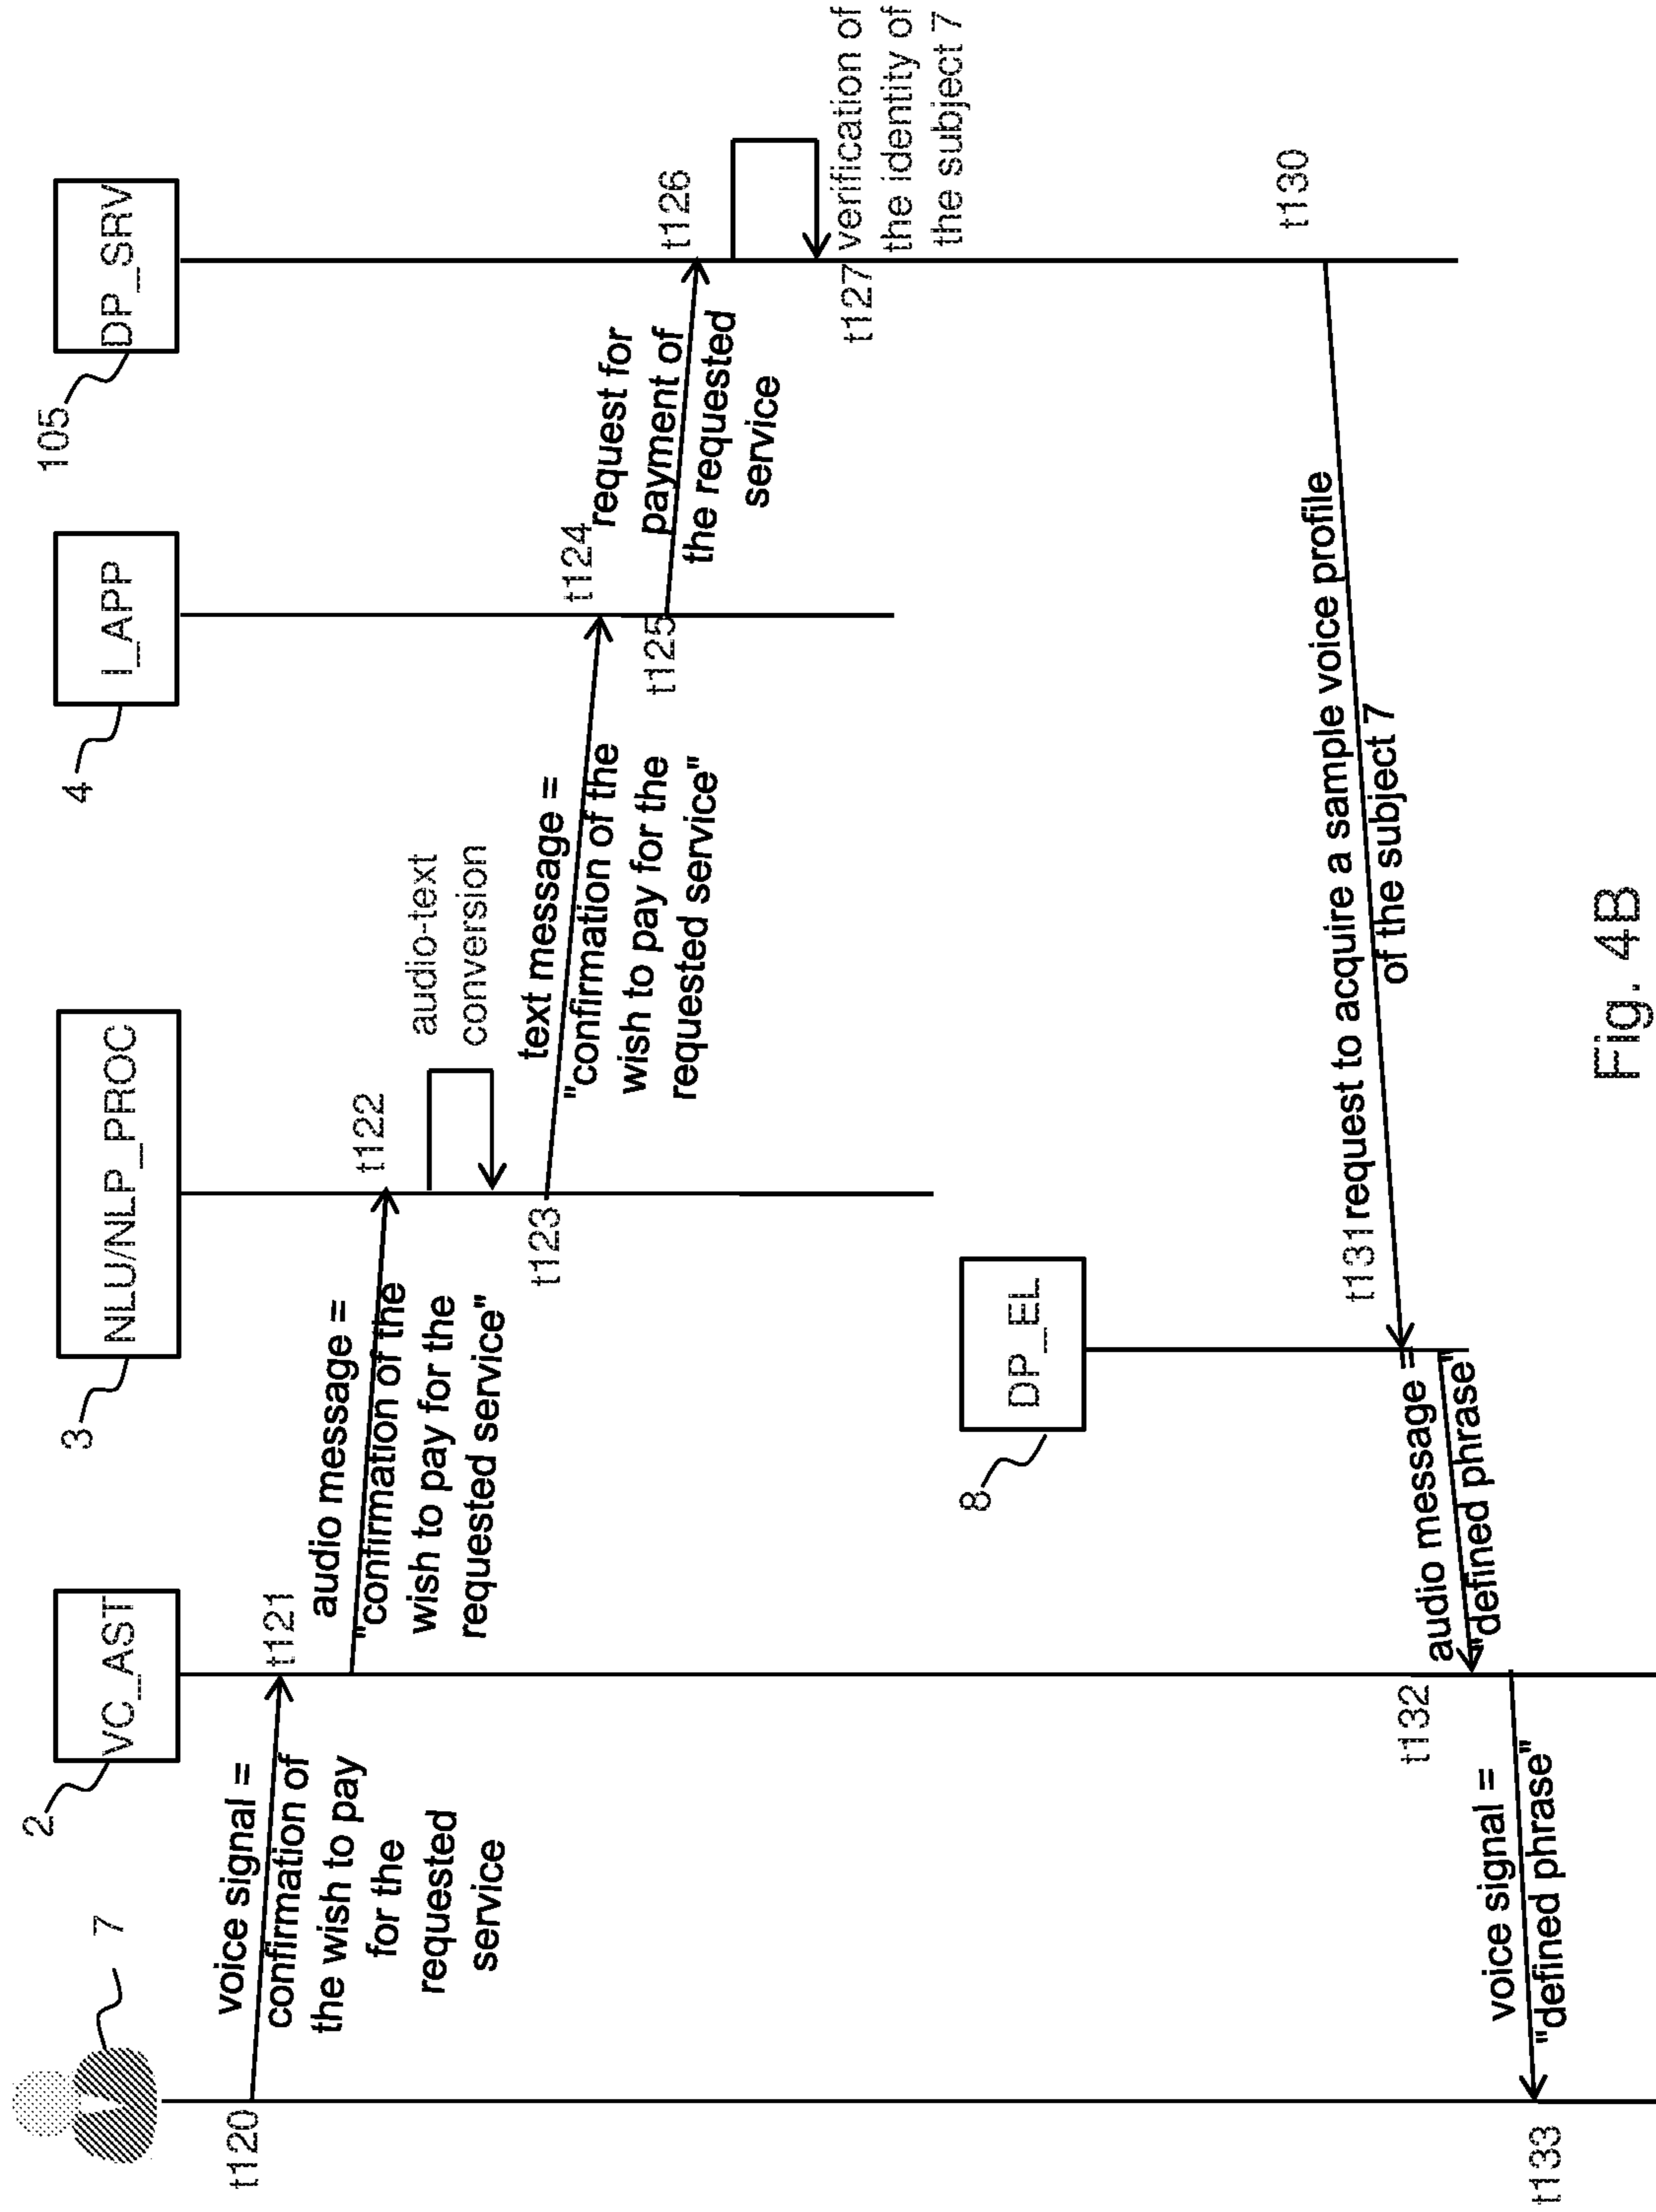 7
2
VC_AST
3
NLU/NLP_PROC
4
I_APP
105
DP_SRV
t120
voice signal =
confirmation of
the wish to pay
for the
requested
service
t121
audio message =
"confirmation of the
wish to pay for the
requested service"
t122
audio-text
conversion
t123
text message =
"confirmation of the
wish to pay for the
requested service"
t124
t125
request for
payment of
the requested
service
t126
t127
verification of
the identity of
the subject 7
8
DP_EL
t130
request to acquire a sample voice profile
of the subject 7
t131
audio message =
"defined phrase"
t132
voice signal =
"defined phrase"
t133
Fig. 4B